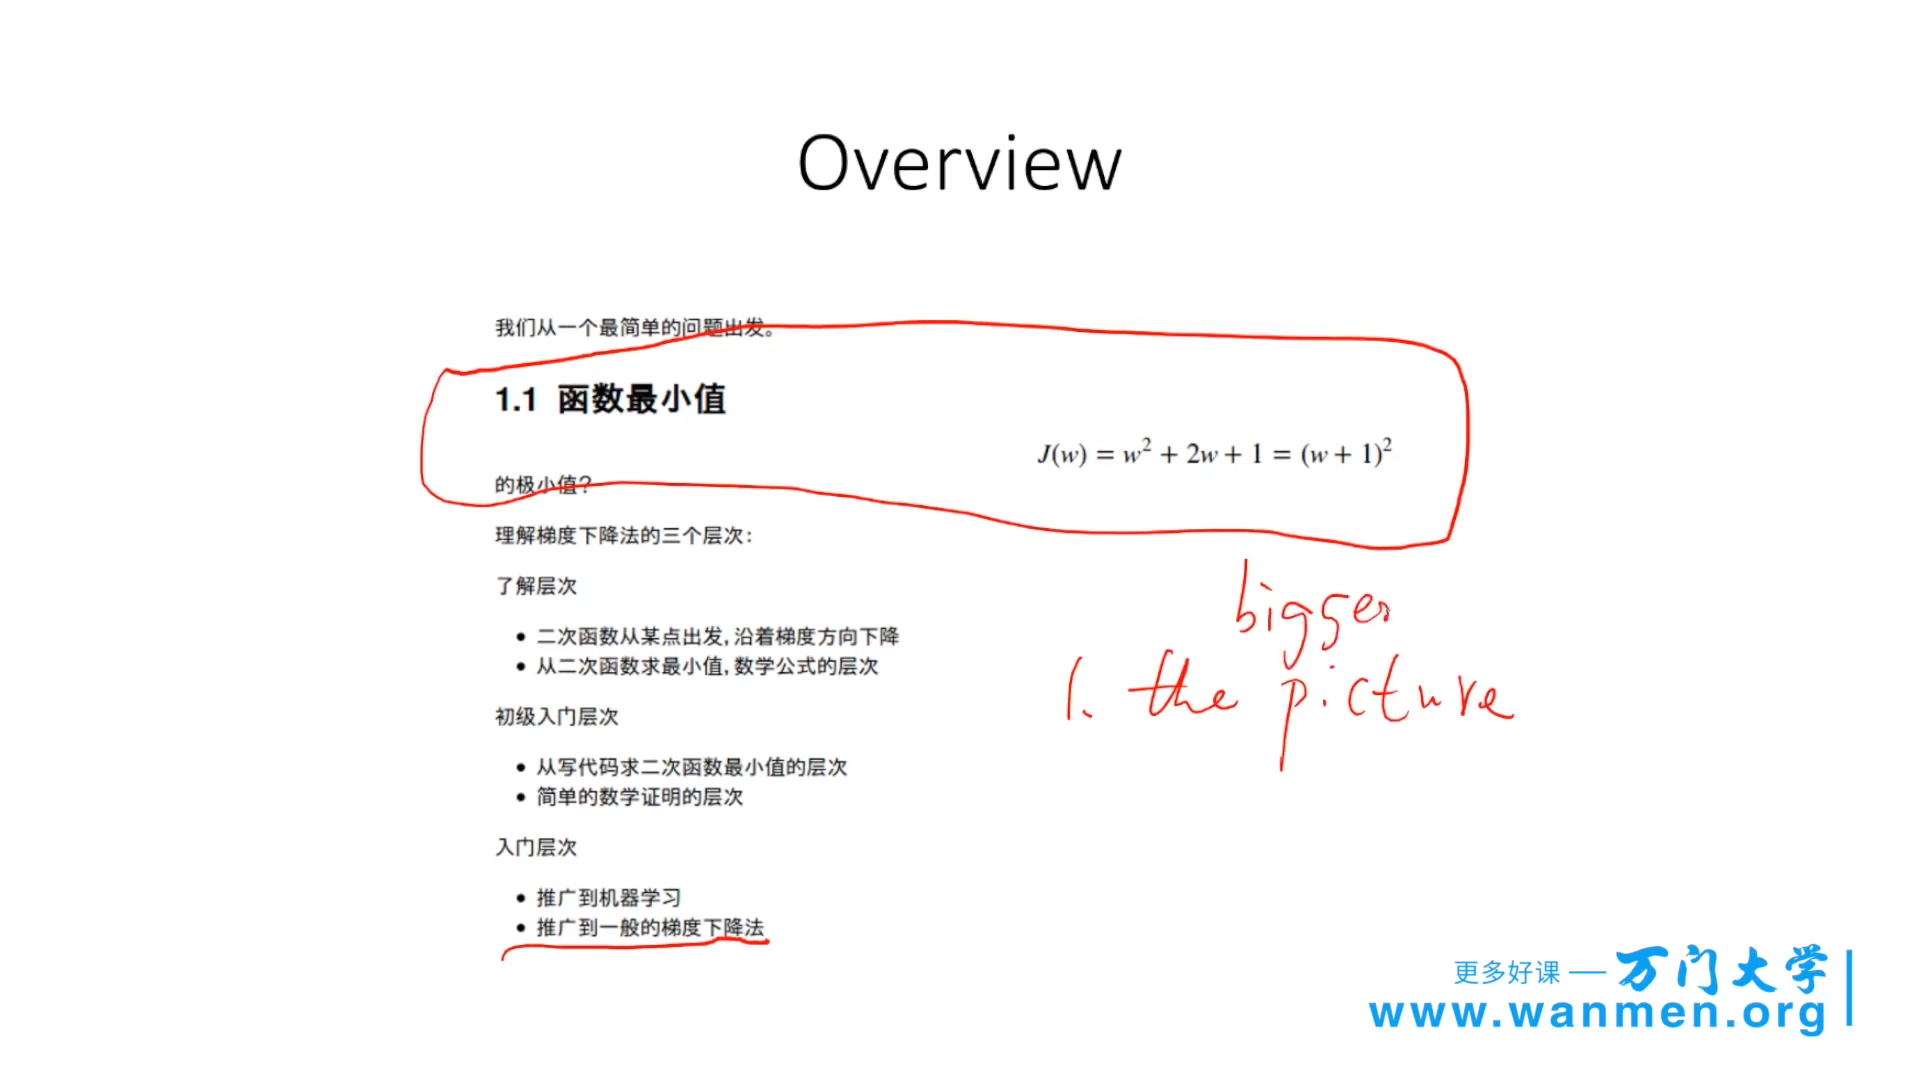 Overview
我们从一个最简单的问题出发。
1.1 函数最小值
J(w) = w² + 2w + 1 = (w + 1)²
的极小值?
理解梯度下降法的三个层次:
了解层次
• 二次函数从某点出发,沿着梯度方向下降
• 从二次函数求最小值,数学公式的层次
bigger
1. the picture
初级入门层次
• 从写代码求二次函数最小值的层次
• 简单的数学证明的层次
入门层次
• 推广到机器学习
• 推广到一般的梯度下降法
更多好课 — 万门大学
www.wanmen.org